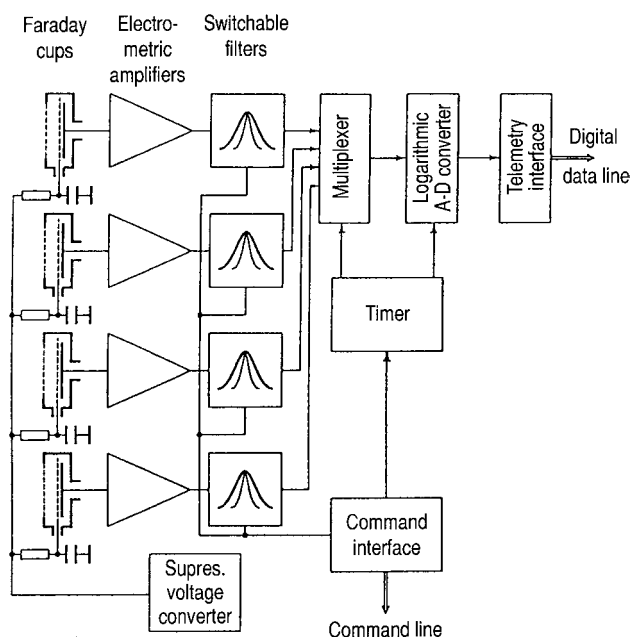 Faraday
cups
Electro-
metric
amplifiers
Switchable
filters
Multiplexer
Logarithmic
A-D converter
Telemetry
interface
Digital
data line
Timer
Command
interface
Supres.
voltage
converter
Command line